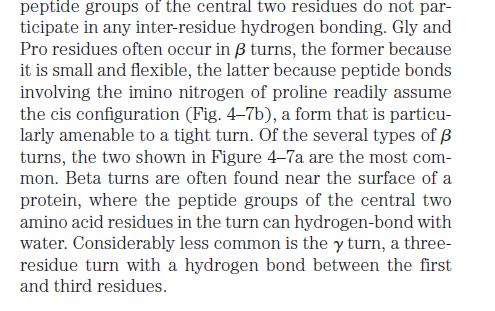 peptide groups of the central two residues do not par-
ticipate in any inter-residue hydrogen bonding. Gly and
Pro residues often occur in β turns, the former because
it is small and flexible, the latter because peptide bonds
involving the imino nitrogen of proline readily assume
the cis configuration (Fig. 4–7b), a form that is particu-
larly amenable to a tight turn. Of the several types of β
turns, the two shown in Figure 4–7a are the most com-
mon. Beta turns are often found near the surface of a
protein, where the peptide groups of the central two
amino acid residues in the turn can hydrogen-bond with
water. Considerably less common is the γ turn, a three-
residue turn with a hydrogen bond between the first
and third residues.